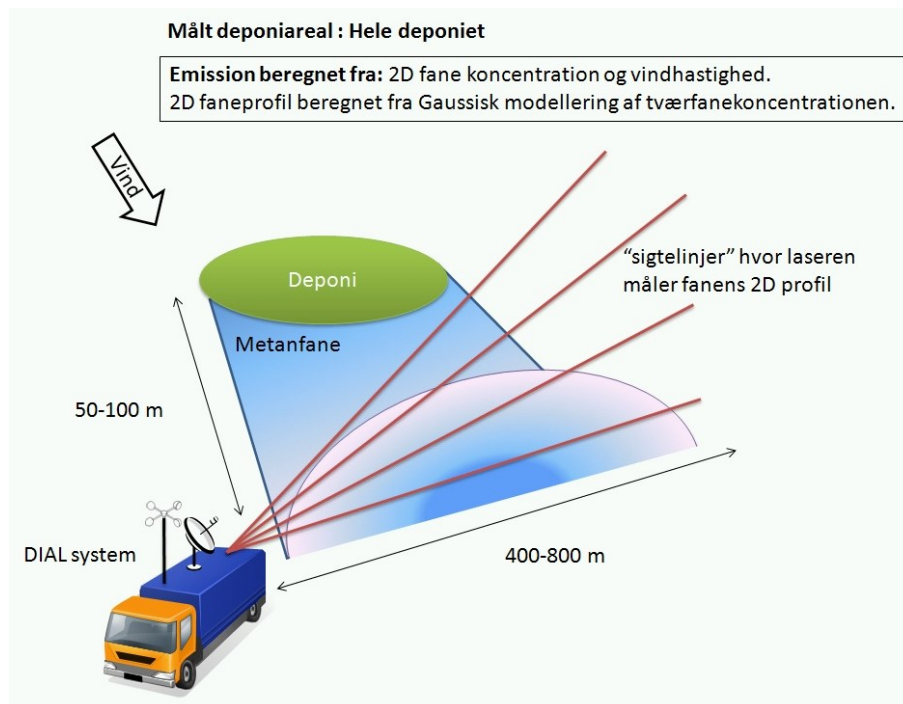 Målt deponiareal : Hele deponiet
Emission beregnet fra: 2D fane koncentration og vindhastighed.
2D faneprofil beregnet fra Gaussisk modellering af tværfanekoncentrationen.
Vind
"sigtelinjer" hvor laseren
måler fanens 2D profil
Deponi
Metanfane
50-100 m
DIAL system
400-800 m